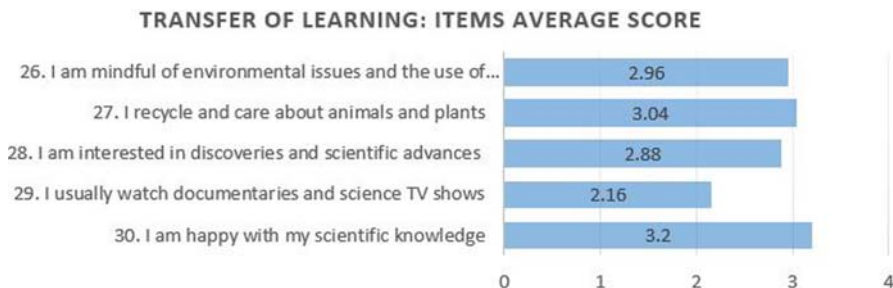 TRANSFER OF LEARNING: ITEMS AVERAGE SCORE
26. I am mindful of environmental issues and the use of...
2.96
27. I recycle and care about animals and plants
3.04
28. I am interested in discoveries and scientific advances
2.88
29. I usually watch documentaries and science TV shows
2.16
30. I am happy with my scientific knowledge
3.2
0 1 2 3 4